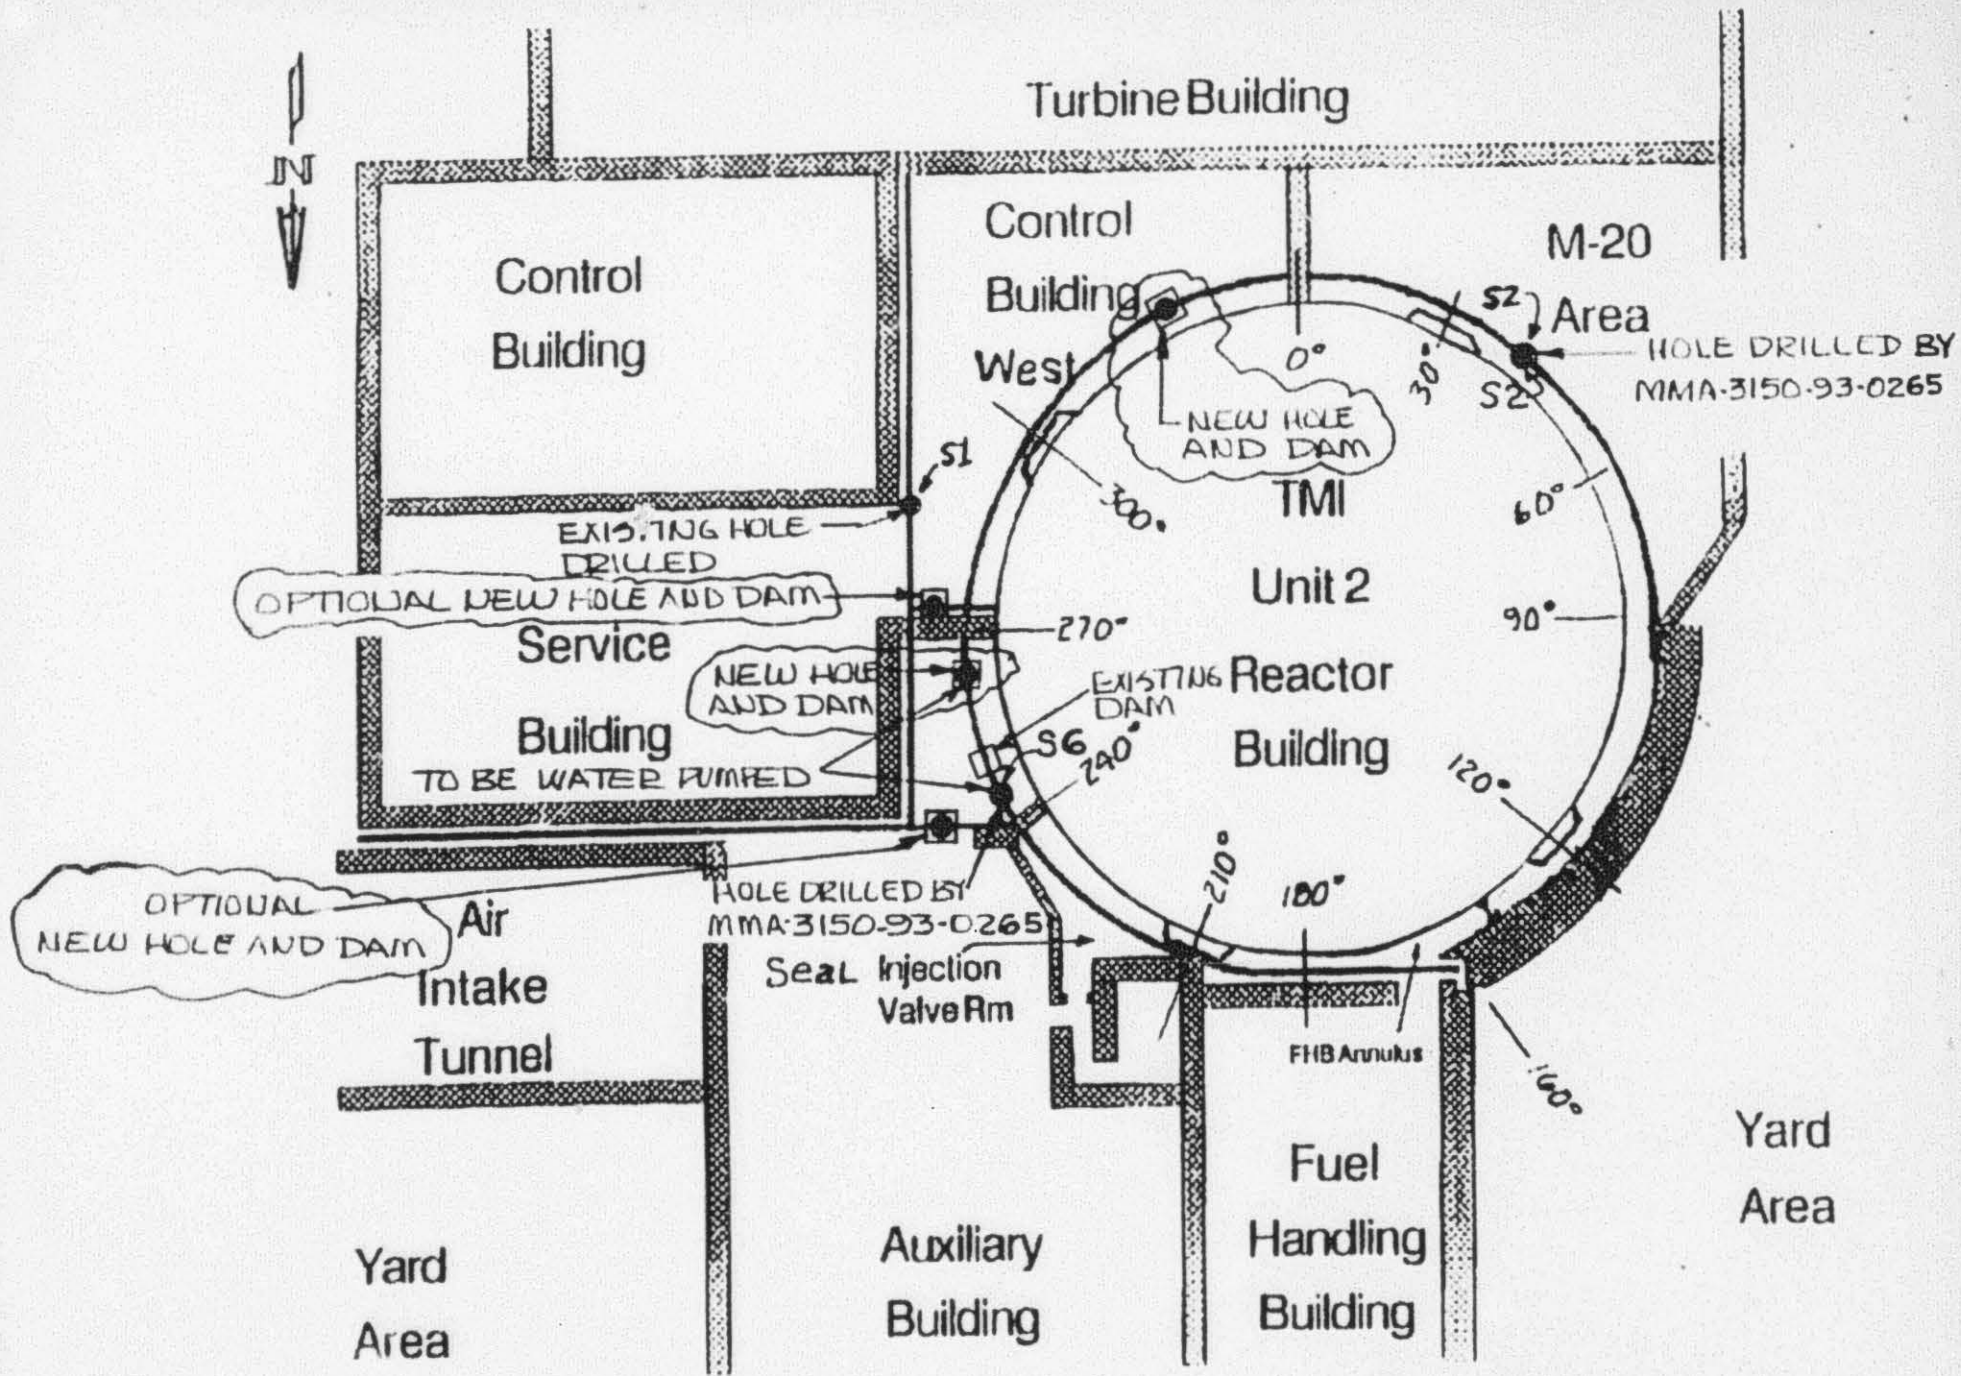 Turbine Building
N
Control
Building
Control
Building
West
M-20
Area
S2
S2
HOLE DRILLED BY
MMA-3150-93-0265
0°
30°
60°
90°
120°
160°
180°
210°
240°
270°
300°
NEW HOLE
AND DAM
S1
EXISTING HOLE
DRILLED
OPTIONAL NEW HOLE AND DAM
Service
Building
NEW HOLE
AND DAM
TO BE WATER PUMPED
EXISTING
DAM
S6
TMI
Unit 2
Reactor
Building
OPTIONAL
NEW HOLE AND DAM
HOLE DRILLED BY
MMA-3150-93-0265
Air
Intake
Tunnel
Seal Injection
Valve Rm
FHB Annulus
Yard
Area
Auxiliary
Building
Fuel
Handling
Building
Yard
Area